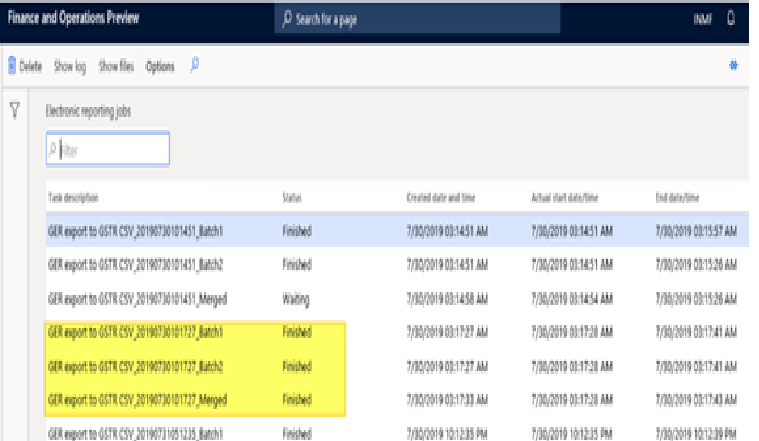 Finance and Operations Preview
Search for a page
INMF
Delete Show log Show files Options
Electronic reporting jobs
Filter
Task description Status Created date and time Actual start date/time End date/time
GER export to GSTR CSV_20190730101451_Batch1 Finished 7/30/2019 03:14:51 AM 7/30/2019 03:14:51 AM 7/30/2019 03:15:57 AM
GER export to GSTR CSV_20190730101451_Batch2 Finished 7/30/2019 03:14:51 AM 7/30/2019 03:14:51 AM 7/30/2019 03:15:26 AM
GER export to GSTR CSV_20190730101451_Merged Waiting 7/30/2019 03:14:58 AM 7/30/2019 03:14:54 AM 7/30/2019 03:15:26 AM
GER export to GSTR CSV_20190730101727_Batch1 Finished 7/30/2019 03:17:27 AM 7/30/2019 03:17:28 AM 7/30/2019 03:17:41 AM
GER export to GSTR CSV_20190730101727_Batch2 Finished 7/30/2019 03:17:27 AM 7/30/2019 03:17:28 AM 7/30/2019 03:17:41 AM
GER export to GSTR CSV_20190730101727_Merged Finished 7/30/2019 03:17:33 AM 7/30/2019 03:17:28 AM 7/30/2019 03:17:43 AM
GER export to GSTR CSV_20190731051235_Batch1 Finished 7/30/2019 10:12:35 PM 7/30/2019 10:12:35 PM 7/30/2019 10:12:39 PM